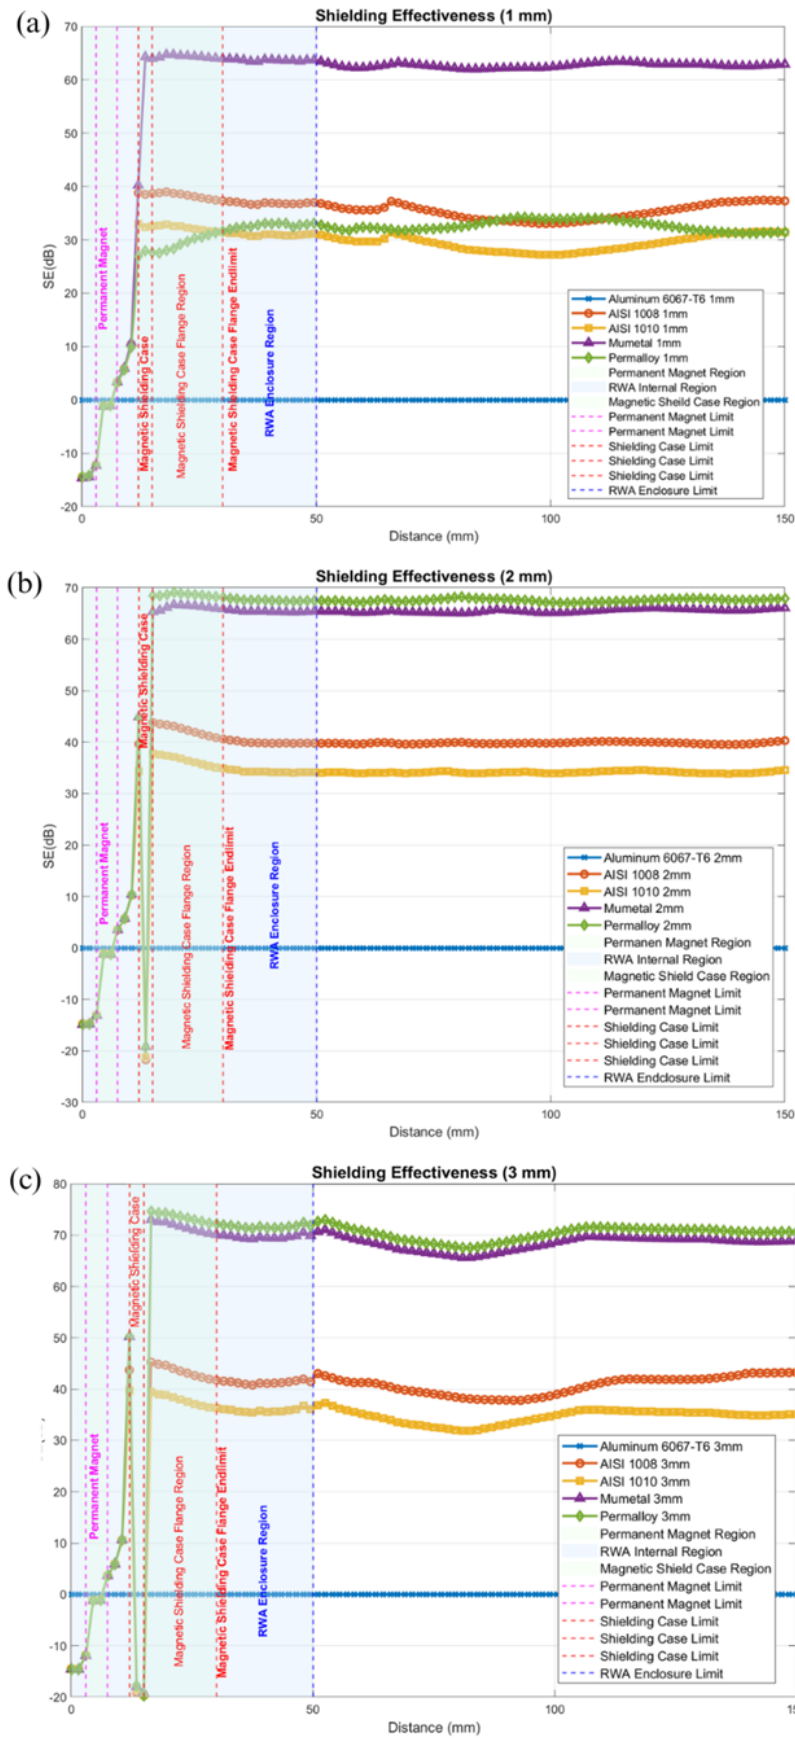 (a)
Shielding Effectiveness (1 mm)
70
60
50
40
30
20
10
0
-10
-20
SE(dB)
Permanent Magnet
Magnetic Shielding Case
Magnetic Shielding Case Flange Region
Magnetic Shielding Case Flange Endlimit
RWA Enclosure Region
Aluminum 6067-T6 1mm
AISI 1008 1mm
AISI 1010 1mm
Mumetal 1mm
Permalloy 1mm
Permanent Magnet Region
RWA Internal Region
Magnetic Sheild Case Region
Permanent Magnet Limit
Permanent Magnet Limit
Shielding Case Limit
Shielding Case Limit
Shielding Case Limit
RWA Enclosure Limit
0
50
100
150
Distance (mm)
(b)
Shielding Effectiveness (2 mm)
70
60
50
40
30
20
10
0
-10
-20
-30
SE(dB)
Permanent Magnet
Magnetic Shielding Case
Magnetic Shielding Case Flange Region
Magnetic Shielding Case Flange Endlimit
RWA Enclosure Region
Aluminum 6067-T6 2mm
AISI 1008 2mm
AISI 1010 2mm
Mumetal 2mm
Permalloy 2mm
Permanen Magnet Region
RWA Internal Region
Magnetic Shield Case Region
Permanent Magnet Limit
Permanent Magnet Limit
Shielding Case Limit
Shielding Case Limit
Shielding Case Limit
RWA Endclosure Limit
0
50
100
150
Distance (mm)
(c)
Shielding Effectiveness (3 mm)
80
70
60
50
40
30
20
10
0
-10
-20
Permanent Magnet
Magnetic Shielding Case
Magnetic Shielding Case Flange Region
Magnetic Shielding Case Flange Endlimit
RWA Enclosure Region
Aluminum 6067-T6 3mm
AISI 1008 3mm
AISI 1010 3mm
Mumetal 3mm
Permalloy 3mm
Permanent Magnet Region
RWA Internal Region
Magnetic Shield Case Region
Permanent Magnet Limit
Permanent Magnet Limit
Shielding Case Limit
Shielding Case Limit
Shielding Case Limit
RWA Enclosure Limit
0
50
100
Distance (mm)